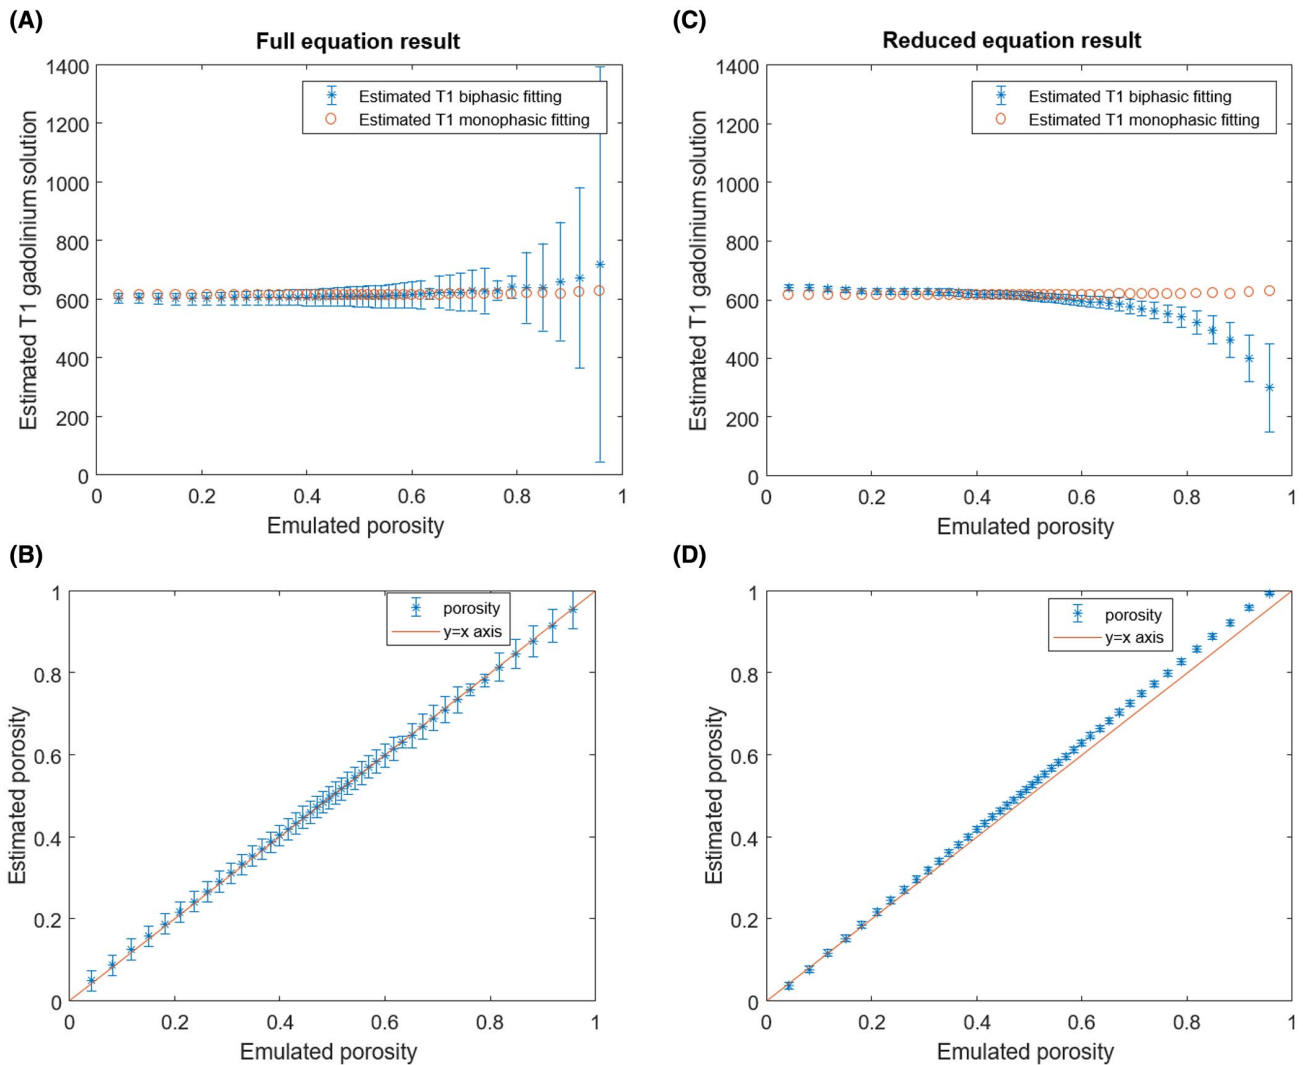 (A)
Full equation result
1400
1200
1000
800
600
400
200
0
0 0.2 0.4 0.6 0.8 1
Estimated T1 gadolinium solution
Emulated porosity
Estimated T1 biphasic fitting
Estimated T1 monophasic fitting
(C)
Reduced equation result
1400
1200
1000
800
600
400
200
0
0 0.2 0.4 0.6 0.8 1
Estimated T1 gadolinium solution
Emulated porosity
Estimated T1 biphasic fitting
Estimated T1 monophasic fitting
(B)
1
0.8
0.6
0.4
0.2
0
0 0.2 0.4 0.6 0.8 1
Estimated porosity
Emulated porosity
porosity
y=x axis
(D)
1
0.8
0.6
0.4
0.2
0
0 0.2 0.4 0.6 0.8 1
Estimated porosity
Emulated porosity
porosity
y=x axis